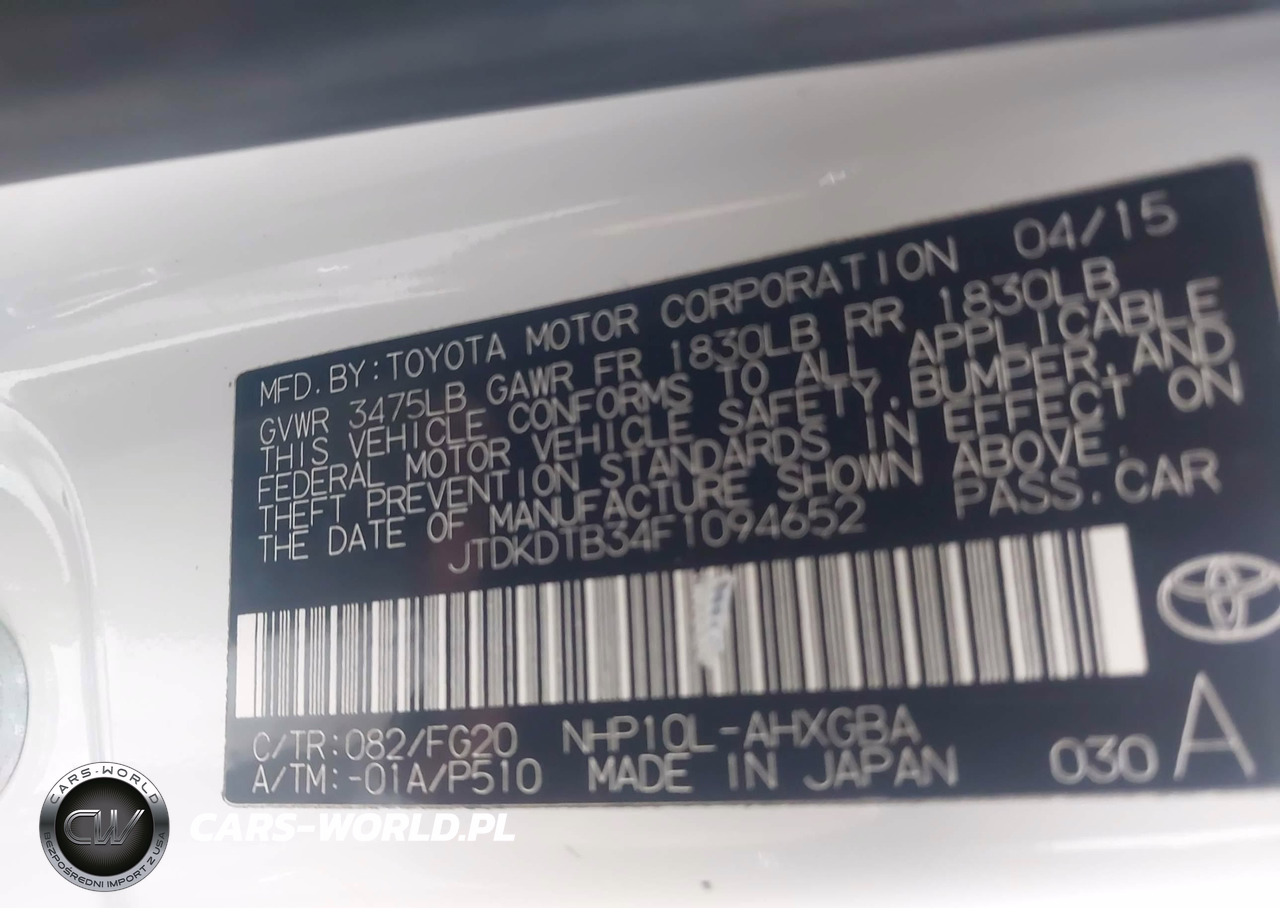 MFD. BY: TOYOTA MOTOR CORPORATION 04/15
GVWR 3475LB GAWR FR 1830LB RR 1830LB
THIS VEHICLE CONFORMS TO ALL APPLICABLE
FEDERAL MOTOR VEHICLE SAFETY, BUMPER, AND
THEFT PREVENTION STANDARDS IN EFFECT ON
THE DATE OF MANUFACTURE SHOWN ABOVE.
JTDKDTB34F1094652 PASS. CAR
C/TR: 082/FG20 NHP10L-AHXGBA
A/TM: -01A/P510 MADE IN JAPAN 030 A
CARS-WORLD
CW
BEZPOŚREDNI IMPORT Z USA
CARS-WORLD.PL